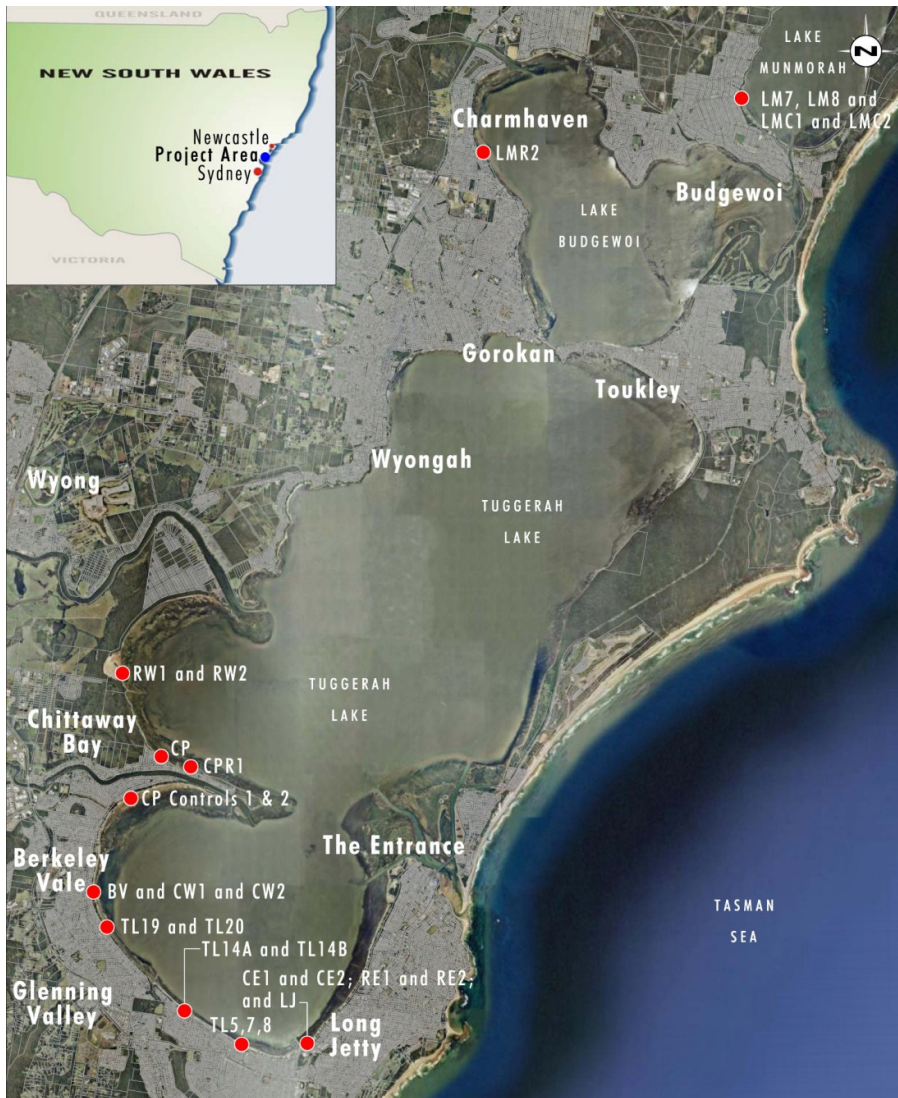 QUEENSLAND
NEW SOUTH WALES
Newcastle
Project Area
Sydney
VICTORIA
LAKE
MUNMORAH
N
LM7, LM8 and
LMC1 and LMC2
Charmhaven
LMR2
Budgewoi
LAKE
BUDGEWOI
Gorokan
Toukley
Wyongah
Wyong
TUGGERAH
LAKE
RW1 and RW2
TUGGERAH
LAKE
Chittaway
Bay
CP
CPR1
CP Controls 1 & 2
The Entrance
Berkeley
Vale
BV and CW1 and CW2
TASMAN
SEA
TL19 and TL20
TL14A and TL14B
CE1 and CE2; RE1 and RE2;
and LJ
Glenning
Valley
TL5,7,8
Long
Jetty